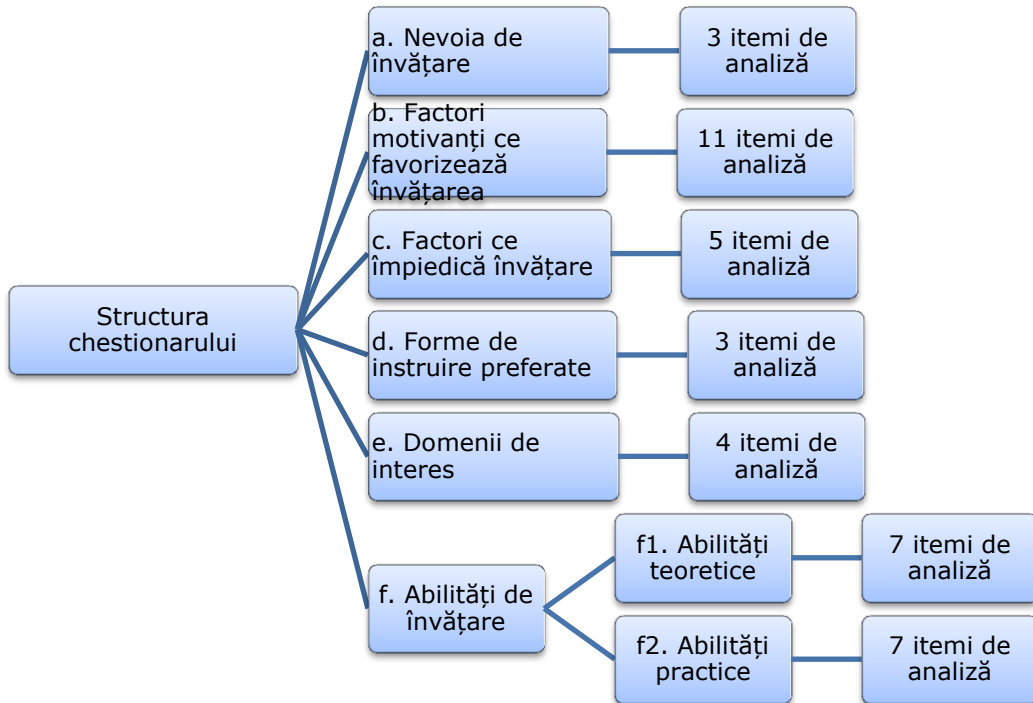 Structura
chestionarului
a. Nevoia de
învățare
3 itemi de
analiză
b. Factori
motivanți ce
favorizează
învățarea
11 itemi de
analiză
c. Factori ce
împiedică învățare
5 itemi de
analiză
d. Forme de
instruire preferate
3 itemi de
analiză
e. Domenii de
interes
4 itemi de
analiză
f. Abilități de
învățare
f1. Abilități
teoretice
7 itemi de
analiză
f2. Abilități
practice
7 itemi de
analiză